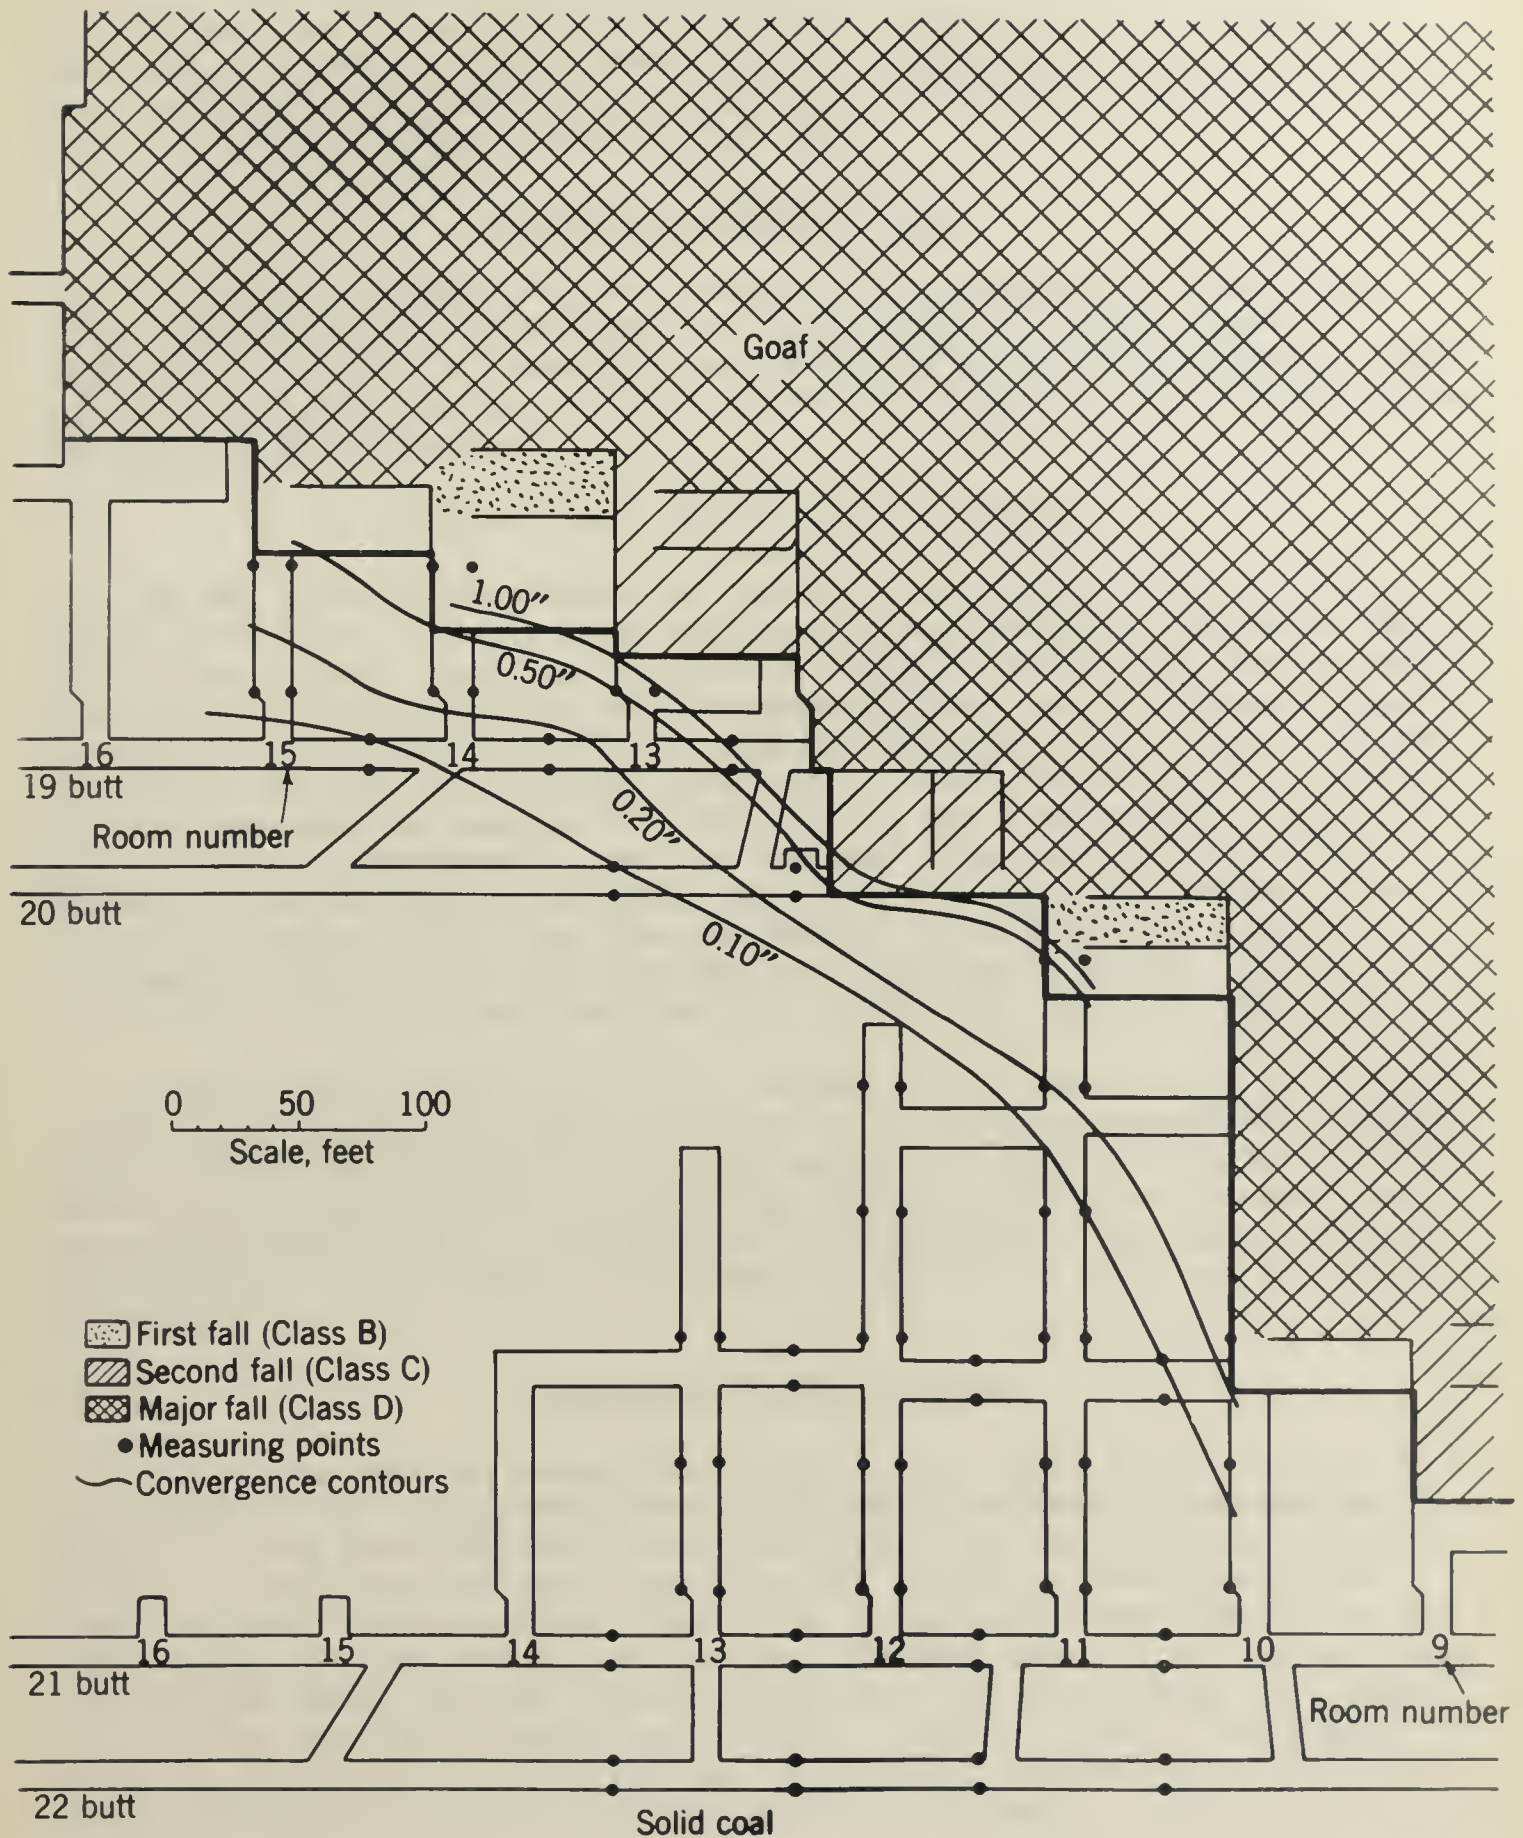 Goaf
1.00"
0.50"
16
15
14
13
19 butt
0.20"
Room number
20 butt
0.10"
0 50 100
Scale, feet
First fall (Class B)
Second fall (Class C)
Major fall (Class D)
Measuring points
Convergence contours
16 15 14 13 12 11 10 9
21 butt
Room number
22 butt
Solid coal